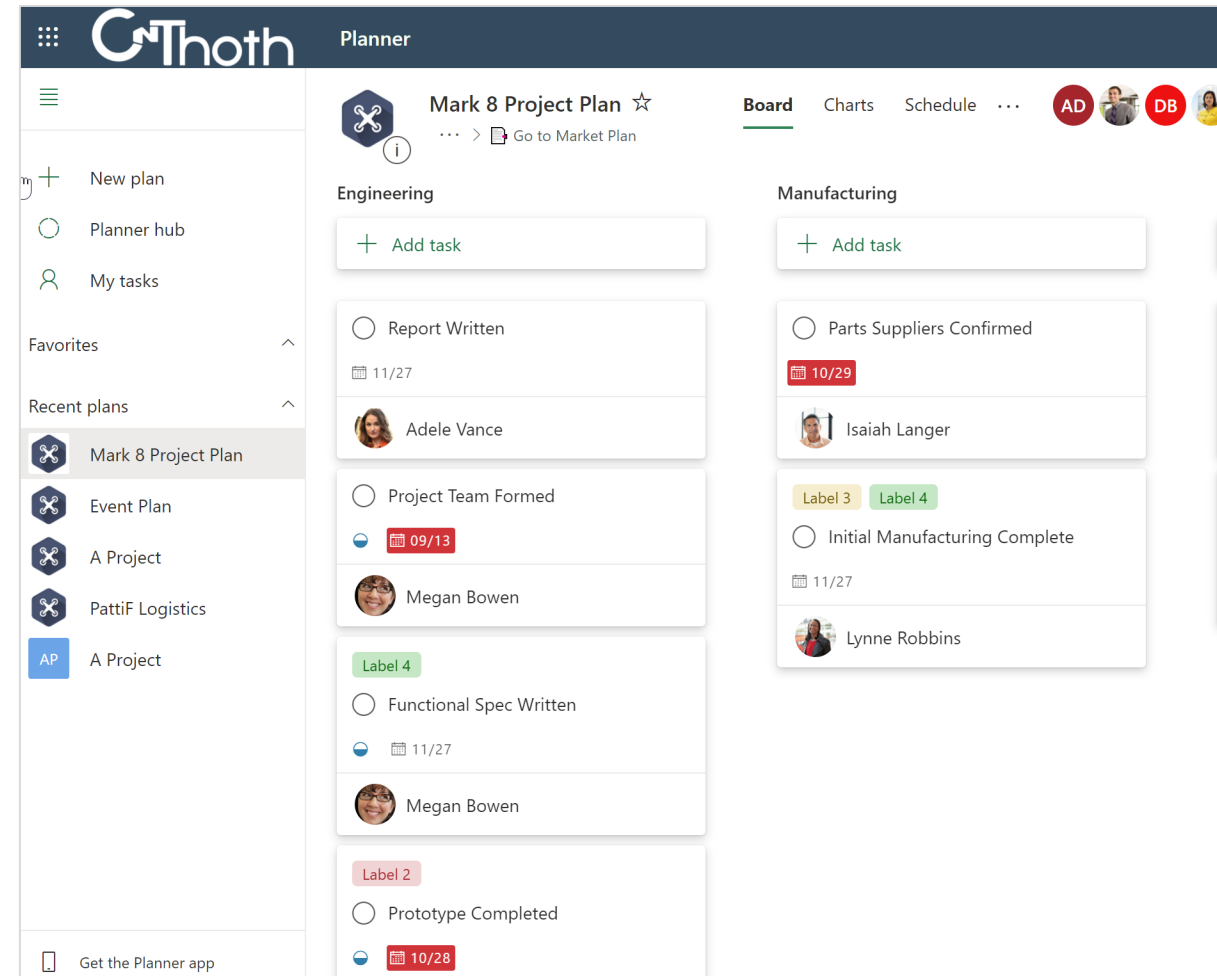 CNThoth
Planner
Mark 8 Project Plan
Board
Charts
Schedule
...
AD
DB
... > Go to Market Plan
i
New plan
Planner hub
My tasks
Favorites
Recent plans
Mark 8 Project Plan
Event Plan
A Project
PattiF Logistics
AP
A Project
Get the Planner app
Engineering
+ Add task
Report Written
11/27
Adele Vance
Project Team Formed
09/13
Megan Bowen
Label 4
Functional Spec Written
11/27
Megan Bowen
Label 2
Prototype Completed
10/28
Manufacturing
+ Add task
Parts Suppliers Confirmed
10/29
Isaiah Langer
Label 3 Label 4
Initial Manufacturing Complete
11/27
Lynne Robbins